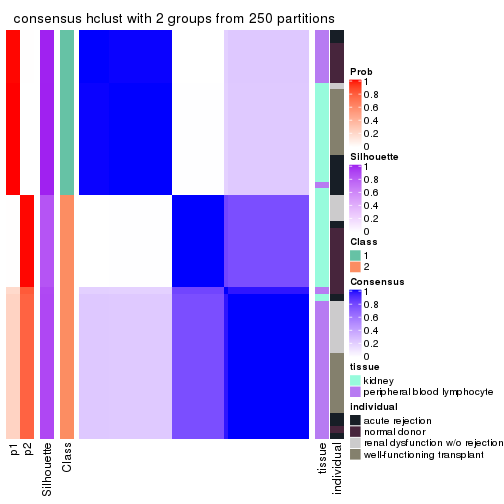 consensus hclust with 2 groups from 250 partitions
Prob
1
0.8
0.6
0.4
0.2
0
Silhouette
1
0.8
0.6
0.4
0.2
0
Class
1
2
Consensus
1
0.8
0.6
0.4
0.2
0
tissue
kidney
peripheral blood lymphocyte
individual
acute rejection
normal donor
renal dysfunction w/o rejection
well-functioning transplant
p1
p2
Silhouette
Class
tissue
individual